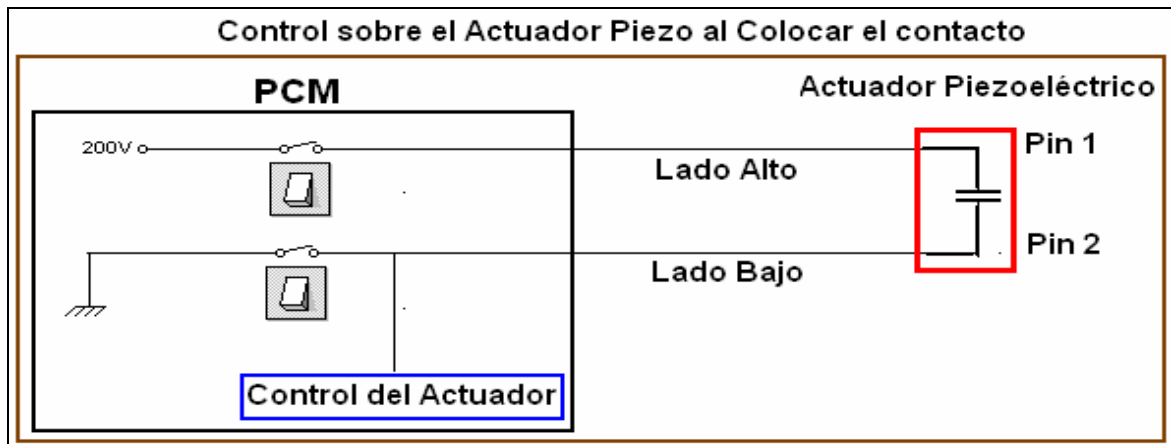 Control sobre el Actuador Piezo al Colocar el contacto
PCM
Actuador Piezoeléctrico
200V
Pin 1
Lado Alto
Pin 2
Lado Bajo
Control del Actuador